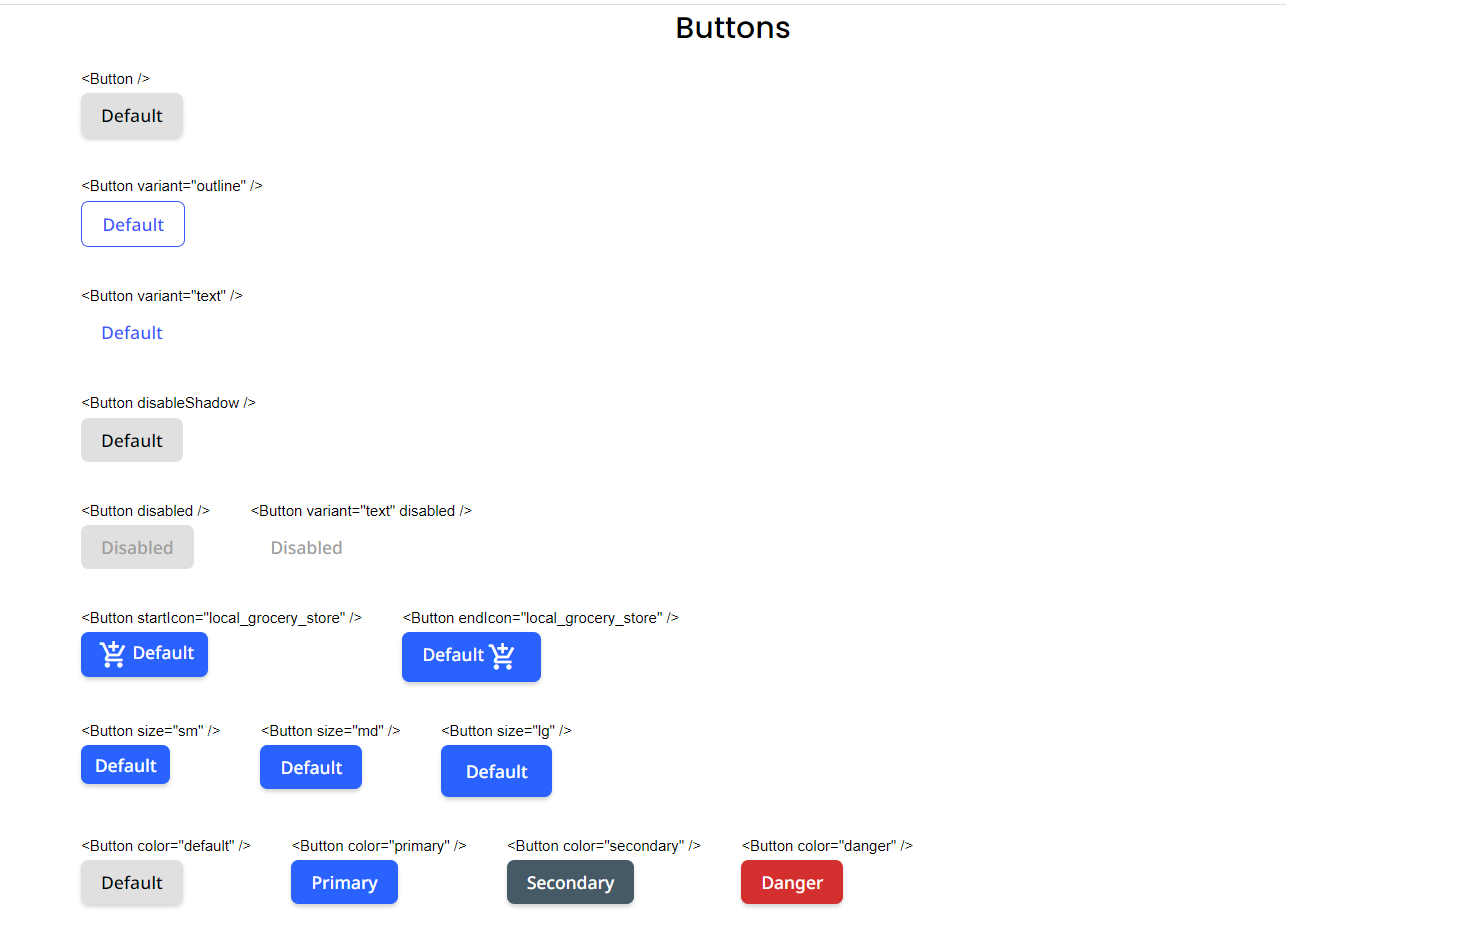 Buttons
<Button />
Default
<Button variant="outline" />
Default
<Button variant="text" />
Default
<Button disableShadow />
Default
<Button disabled /> <Button variant="text" disabled />
Disabled Disabled
<Button startIcon="local_grocery_store" /> <Button endIcon="local_grocery_store" />
Default Default
<Button size="sm" /> <Button size="md" /> <Button size="lg" />
Default Default Default
<Button color="default" /> <Button color="primary" /> <Button color="secondary" /> <Button color="danger" />
Default Primary Secondary Danger